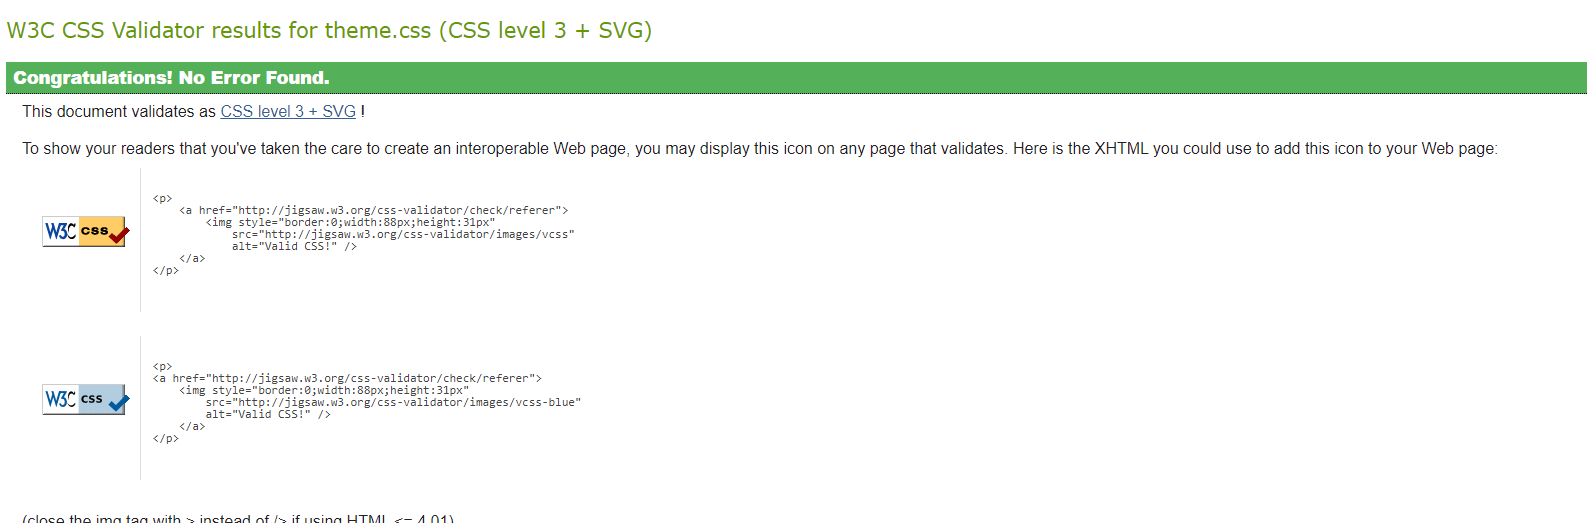 W3C CSS Validator results for theme.css (CSS level 3 + SVG)
Congratulations! No Error Found.
This document validates as CSS level 3 + SVG !
To show your readers that you've taken the care to create an interoperable Web page, you may display this icon on any page that validates. Here is the XHTML you could use to add this icon to your Web page:
W3C css
<p>
<a href="http://jigsaw.w3.org/css-validator/check/referer">
<img style="border:0;width:88px;height:31px"
src="http://jigsaw.w3.org/css-validator/images/vcss"
alt="Valid CSS!" />
</a>
</p>
W3C css
<p>
<a href="http://jigsaw.w3.org/css-validator/check/referer">
<img style="border:0;width:88px;height:31px"
src="http://jigsaw.w3.org/css-validator/images/vcss-blue"
alt="Valid CSS!" />
</a>
</p>
(close the img tag with > instead of /> if using HTML <= 4.01)